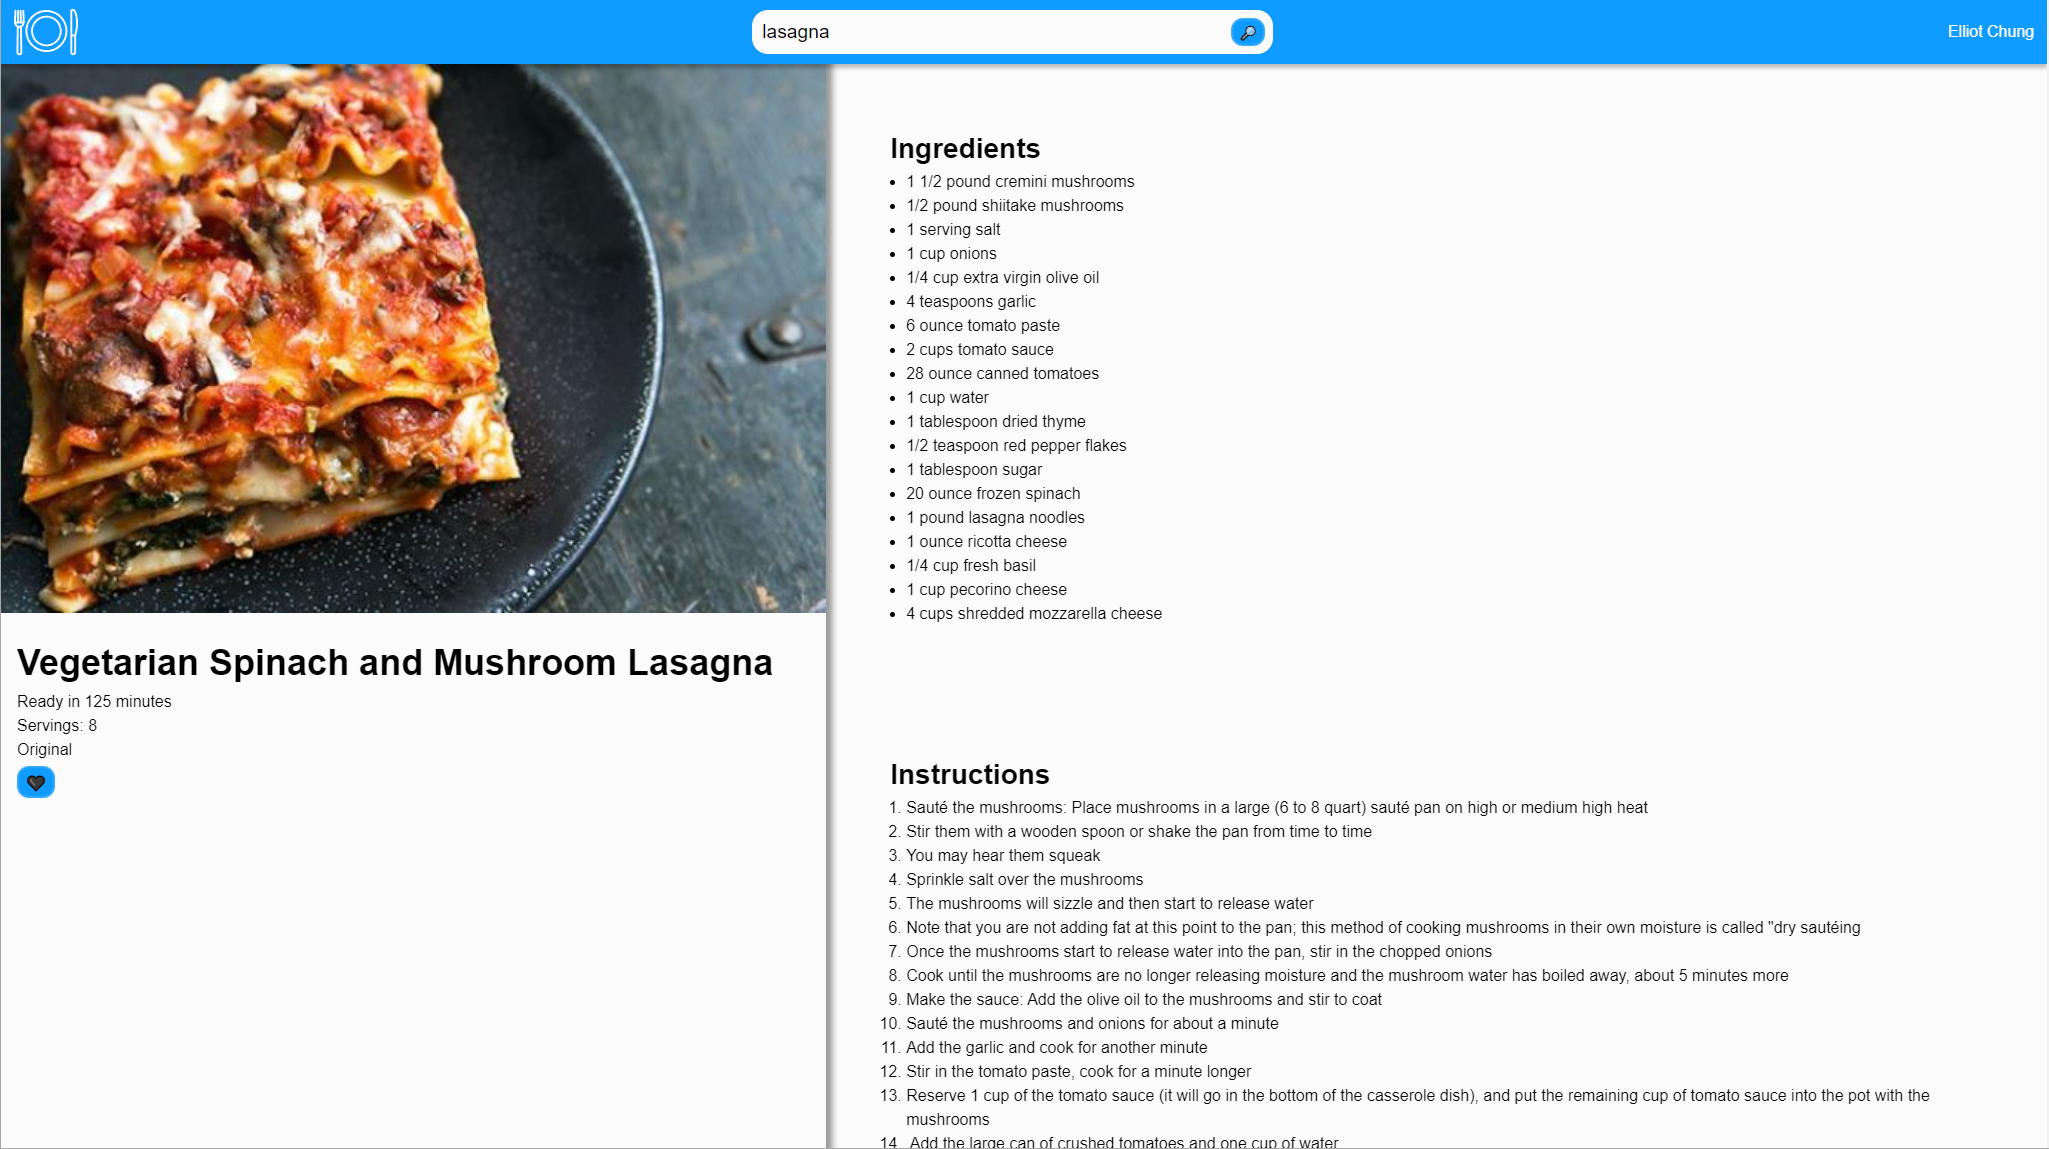 lasagna
Elliot Chung
Vegetarian Spinach and Mushroom Lasagna
Ready in 125 minutes
Servings: 8
Original
Ingredients
• 1 1/2 pound cremini mushrooms
• 1/2 pound shiitake mushrooms
• 1 serving salt
• 1 cup onions
• 1/4 cup extra virgin olive oil
• 4 teaspoons garlic
• 6 ounce tomato paste
• 2 cups tomato sauce
• 28 ounce canned tomatoes
• 1 cup water
• 1 tablespoon dried thyme
• 1/2 teaspoon red pepper flakes
• 1 tablespoon sugar
• 20 ounce frozen spinach
• 1 pound lasagna noodles
• 1 ounce ricotta cheese
• 1/4 cup fresh basil
• 1 cup pecorino cheese
• 4 cups shredded mozzarella cheese
Instructions
1. Sauté the mushrooms: Place mushrooms in a large (6 to 8 quart) sauté pan on high or medium high heat
2. Stir them with a wooden spoon or shake the pan from time to time
3. You may hear them squeak
4. Sprinkle salt over the mushrooms
5. The mushrooms will sizzle and then start to release water
6. Note that you are not adding fat at this point to the pan; this method of cooking mushrooms in their own moisture is called "dry sautéing
7. Once the mushrooms start to release water into the pan, stir in the chopped onions
8. Cook until the mushrooms are no longer releasing moisture and the mushroom water has boiled away, about 5 minutes more
9. Make the sauce: Add the olive oil to the mushrooms and stir to coat
10. Sauté the mushrooms and onions for about a minute
11. Add the garlic and cook for another minute
12. Stir in the tomato paste, cook for a minute longer
13. Reserve 1 cup of the tomato sauce (it will go in the bottom of the casserole dish), and put the remaining cup of tomato sauce into the pot with the
mushrooms
14. Add the large can of crushed tomatoes and one cup of water